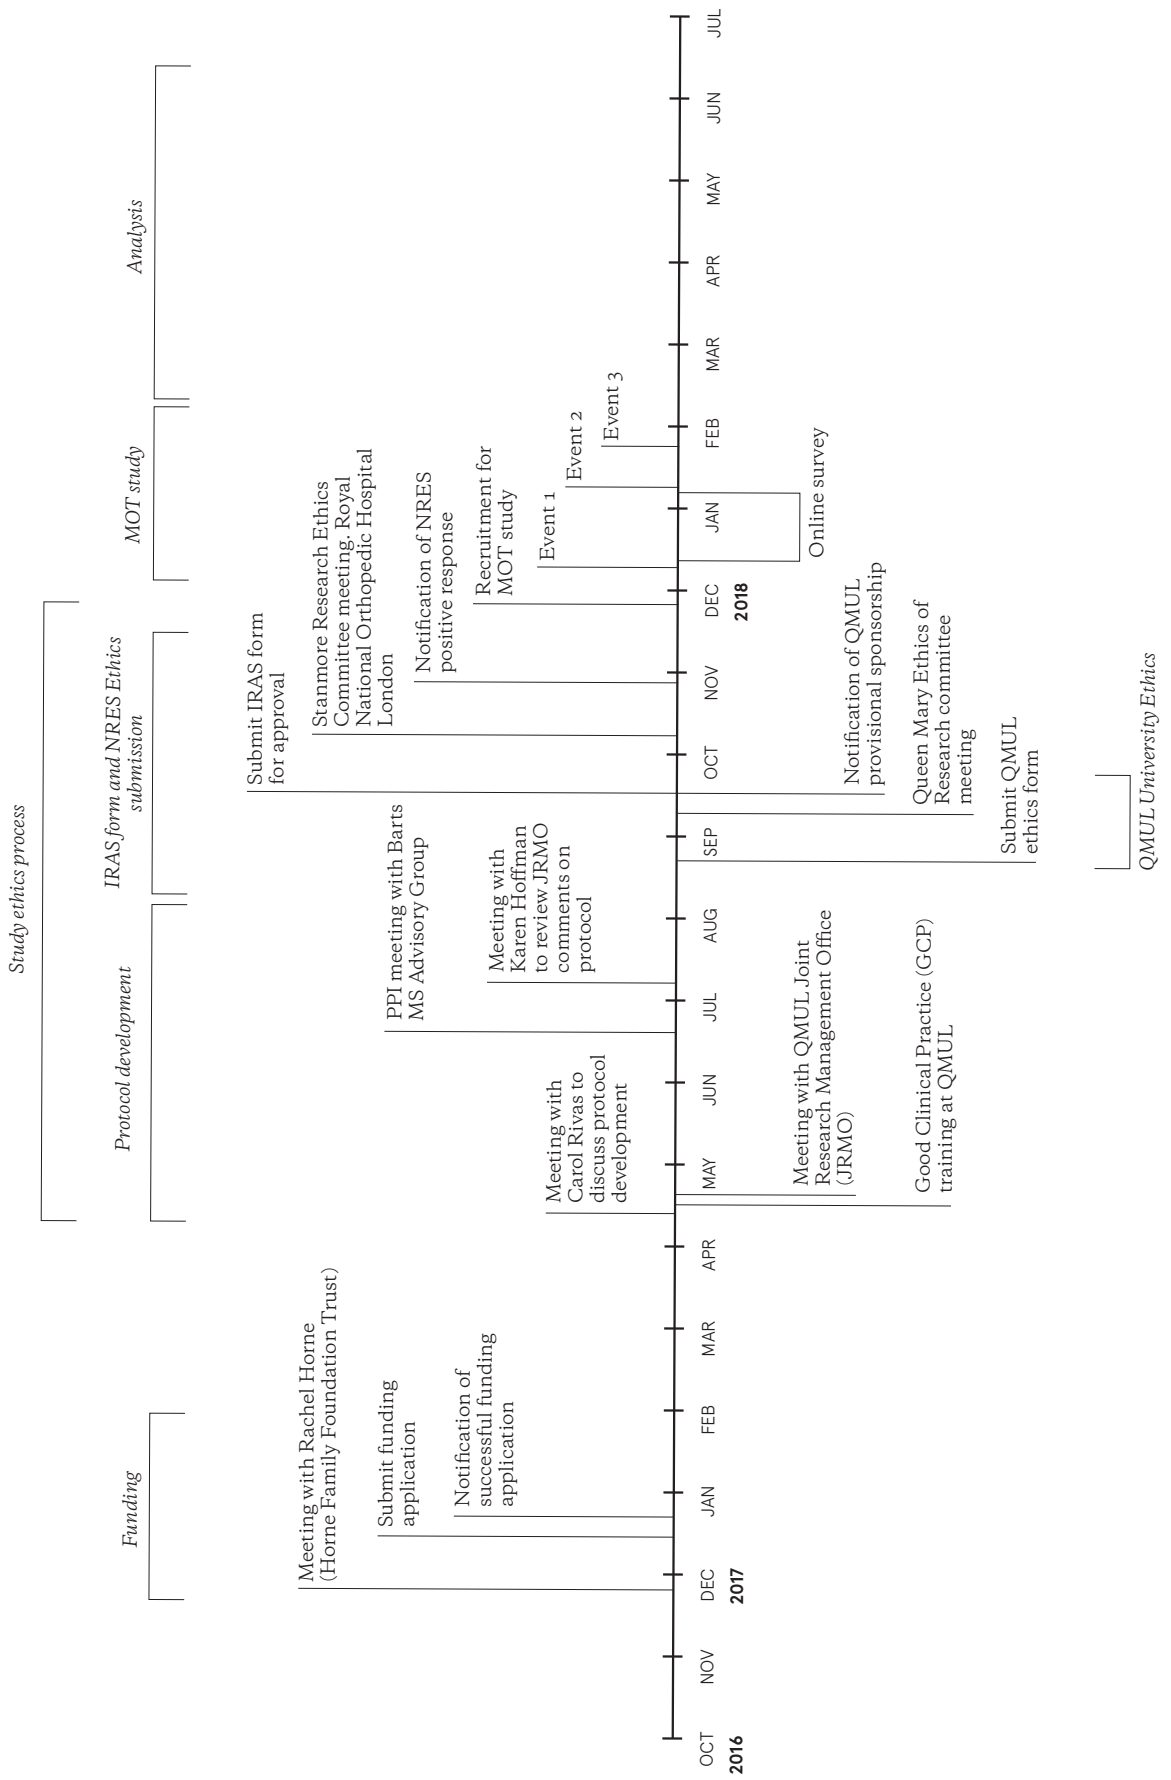 Study ethics process
Funding
Protocol development
IRAS form and NRES Ethics
submission
MOT study
Analysis
Meeting with Rachel Horne
(Horne Family Foundation Trust)
Submit funding
application
Notification of
successful funding
application
Meeting with
Carol Rivas to
discuss protocol
development
PPI meeting with Barts
MS Advisory Group
Meeting with
Karen Hoffman
to review JRMO
comments on
protocol
Submit IRAS form
for approval
Stanmore Research Ethics
Committee meeting. Royal
National Orthopedic Hospital
London
Notification of NRES
positive response
Recruitment for
MOT study
Event 1
Event 2
Event 3
OCT
NOV
DEC
JAN
FEB
MAR
APR
MAY
JUN
JUL
AUG
SEP
OCT
NOV
DEC
JAN
FEB
MAR
APR
MAY
JUN
JUL
2016
2017
2018
Meeting with QMUL Joint
Research Management Office
(JRMO)
Good Clinical Practice (GCP)
training at QMUL
Submit QMUL
ethics form
Queen Mary Ethics of
Research committee
meeting
Notification of QMUL
provisional sponsorship
Online survey
QMUL University Ethics